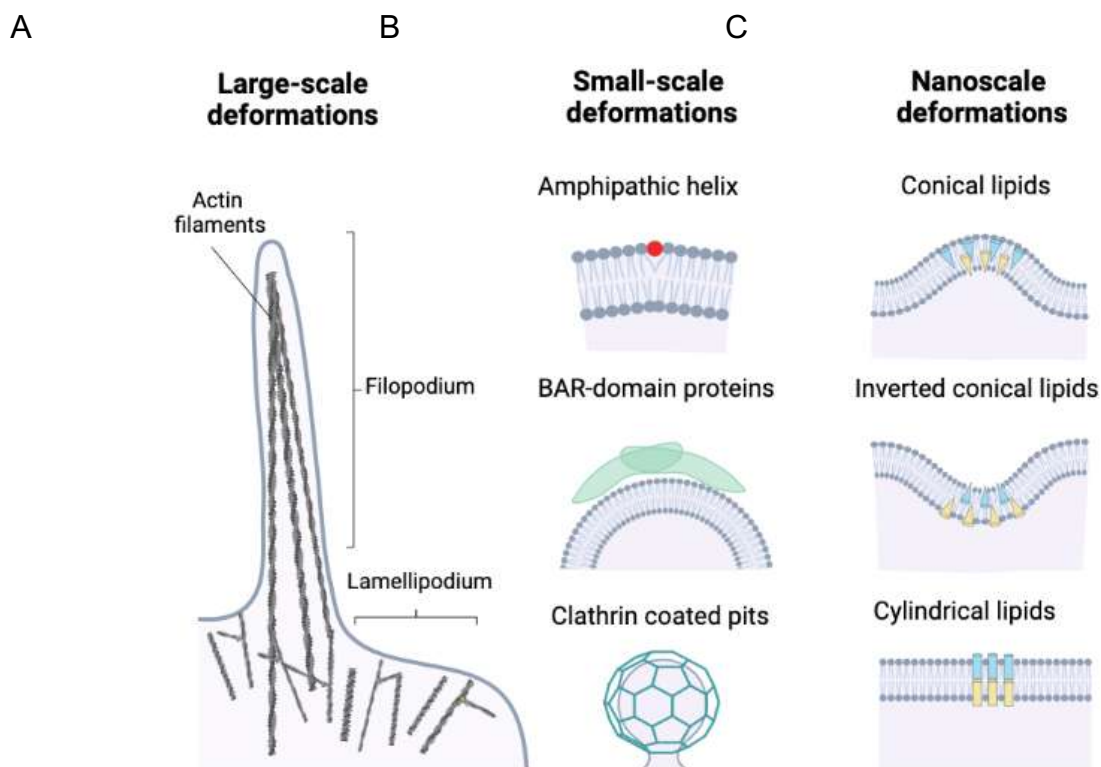 A
B
C
Large-scale
deformations
Small-scale
deformations
Nanoscale
deformations
Actin
filaments
Filopodium
Lamellipodium
Amphipathic helix
BAR-domain proteins
Clathrin coated pits
Conical lipids
Inverted conical lipids
Cylindrical lipids